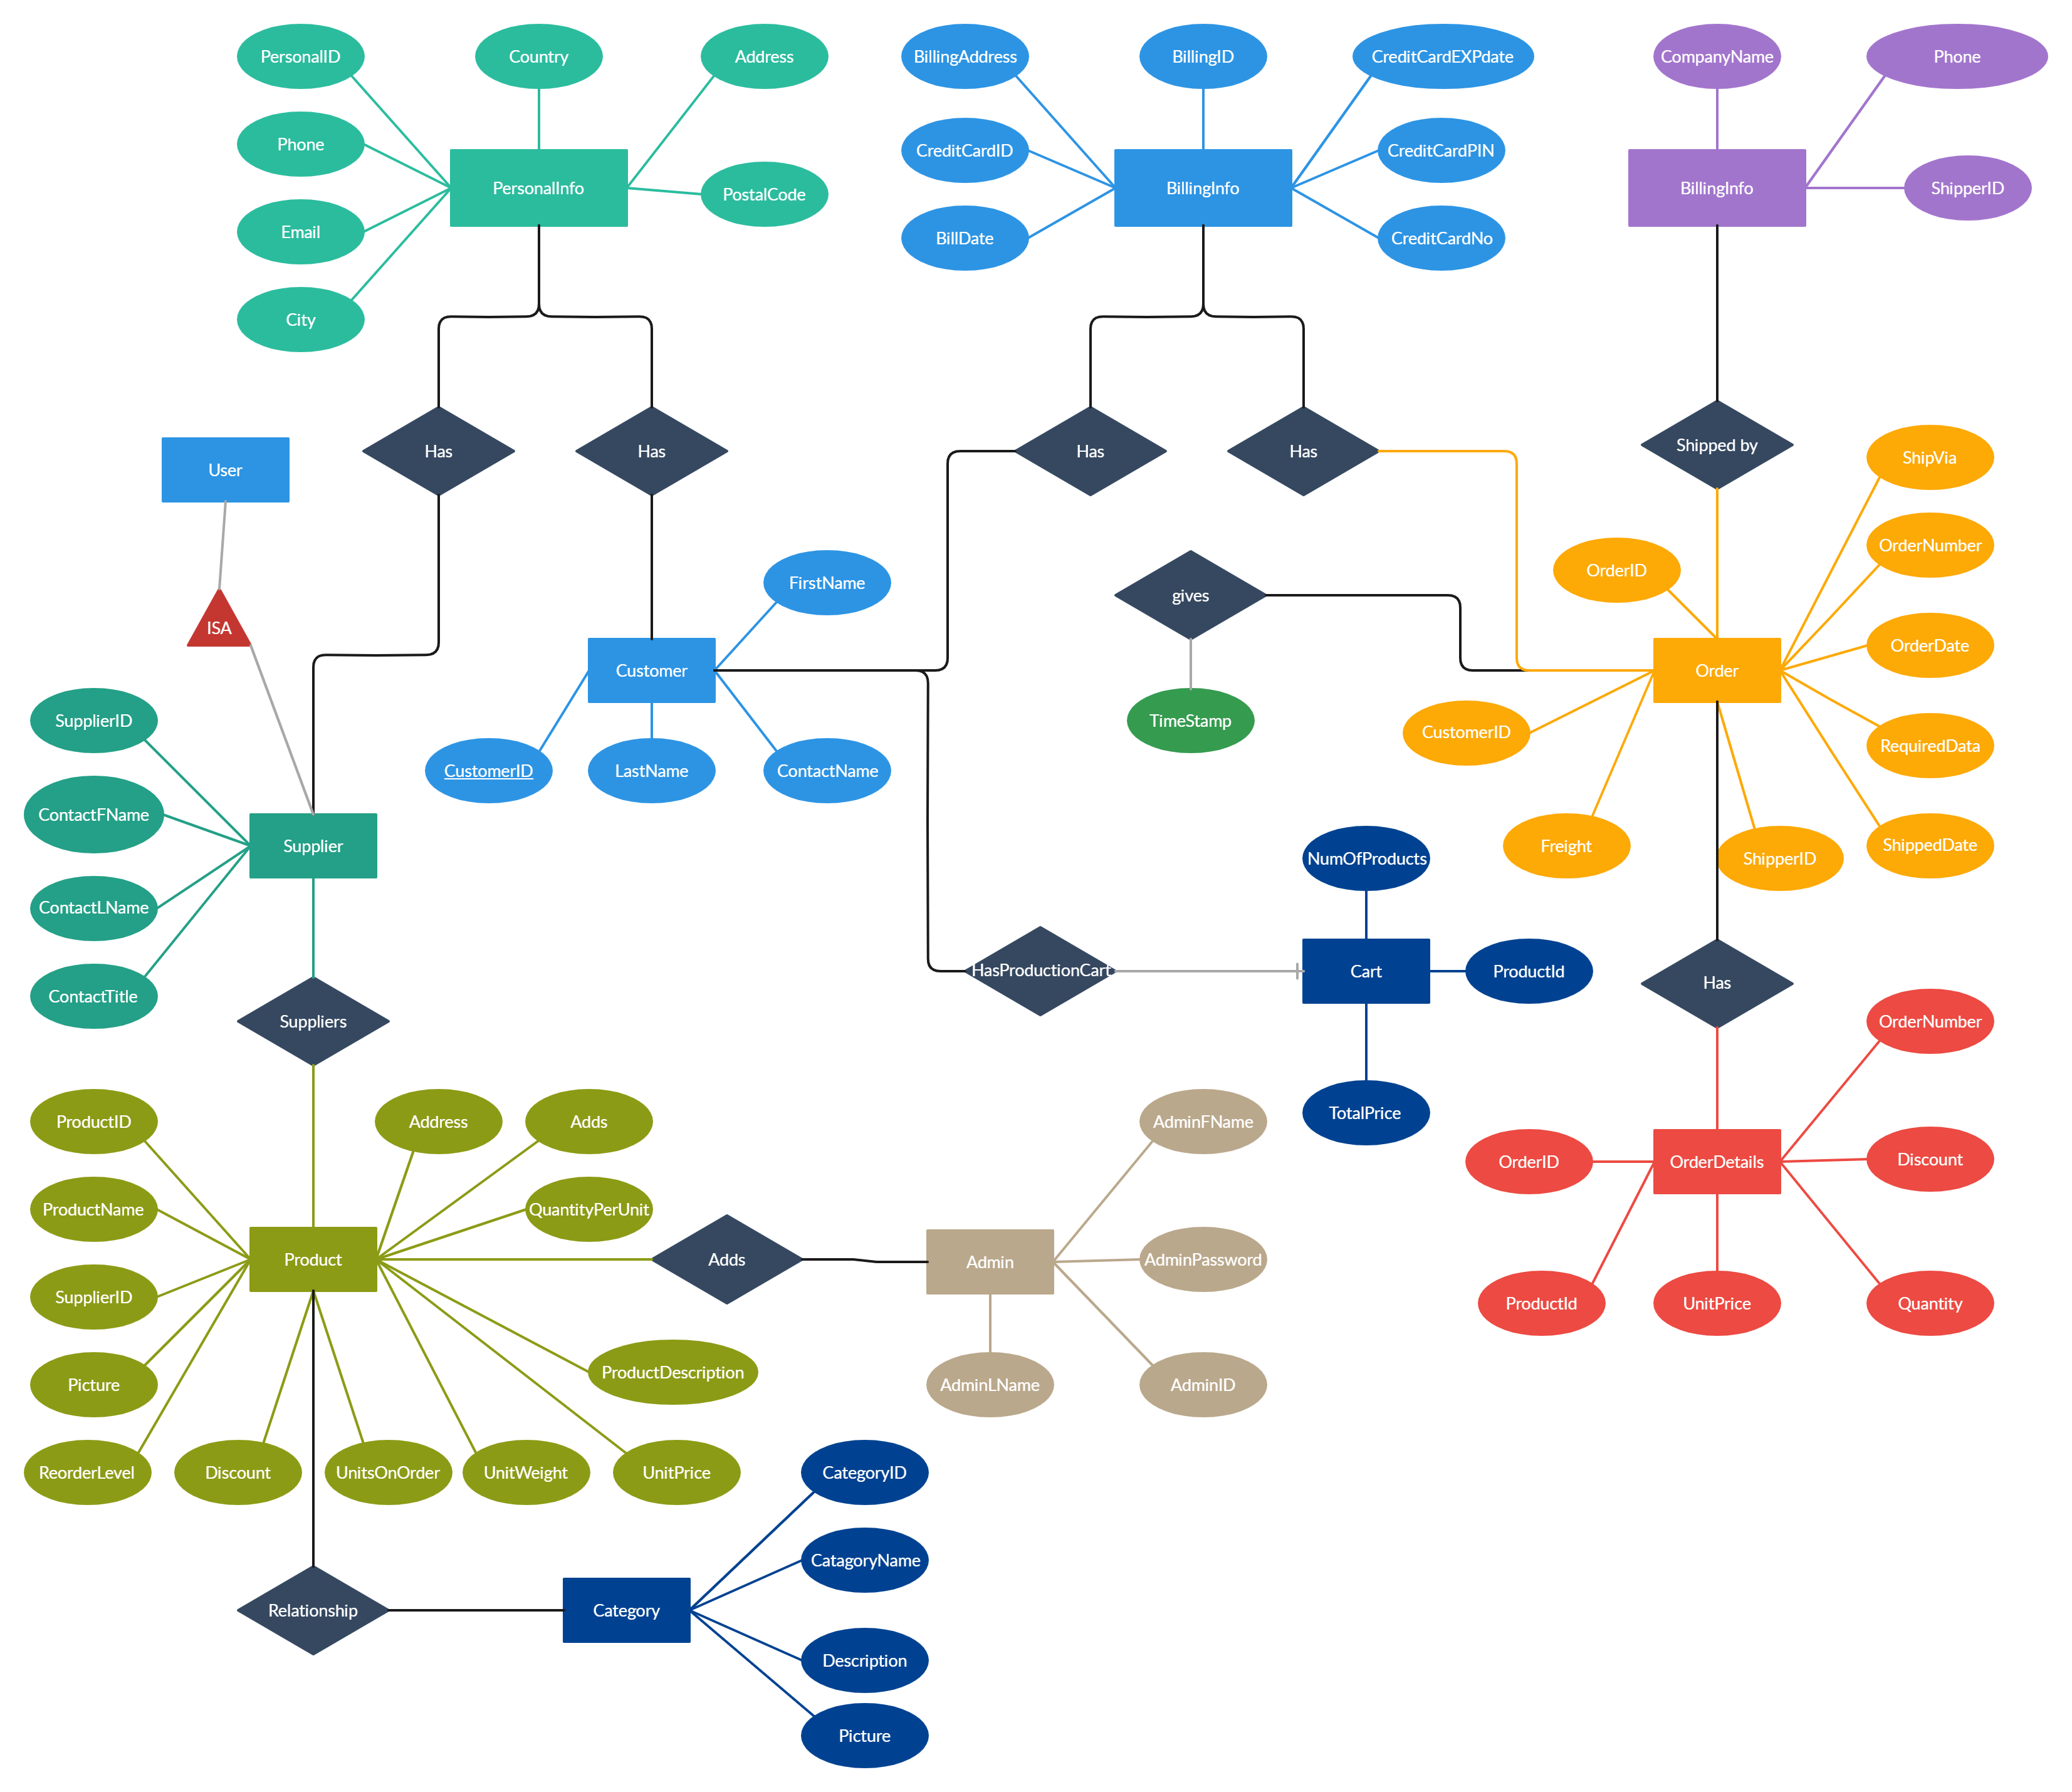 PersonalID
Country
Address
BillingAddress
BillingID
CreditCardEXPdate
CompanyName
Phone
Phone
CreditCardID
CreditCardPIN
PersonalInfo
BillingInfo
BillingInfo
ShipperID
PostalCode
Email
BillDate
CreditCardNo
City
Has
Has
Has
Has
Shipped by
ShipVia
User
OrderNumber
OrderID
FirstName
gives
ISA
OrderDate
Customer
Order
SupplierID
TimeStamp
CustomerID
RequiredData
CustomerID
LastName
ContactName
ContactFName
Supplier
NumOfProducts
Freight
ShipperID
ShippedDate
ContactLName
HasProductionCart
Cart
ProductId
Has
ContactTitle
Suppliers
OrderNumber
ProductID
Address
Adds
AdminFName
TotalPrice
OrderID
OrderDetails
Discount
ProductName
QuantityPerUnit
Product
Adds
Admin
AdminPassword
SupplierID
ProductId
UnitPrice
Quantity
Picture
ProductDescription
AdminLName
AdminID
ReorderLevel
Discount
UnitsOnOrder
UnitWeight
UnitPrice
CategoryID
CatagoryName
Relationship
Category
Description
Picture